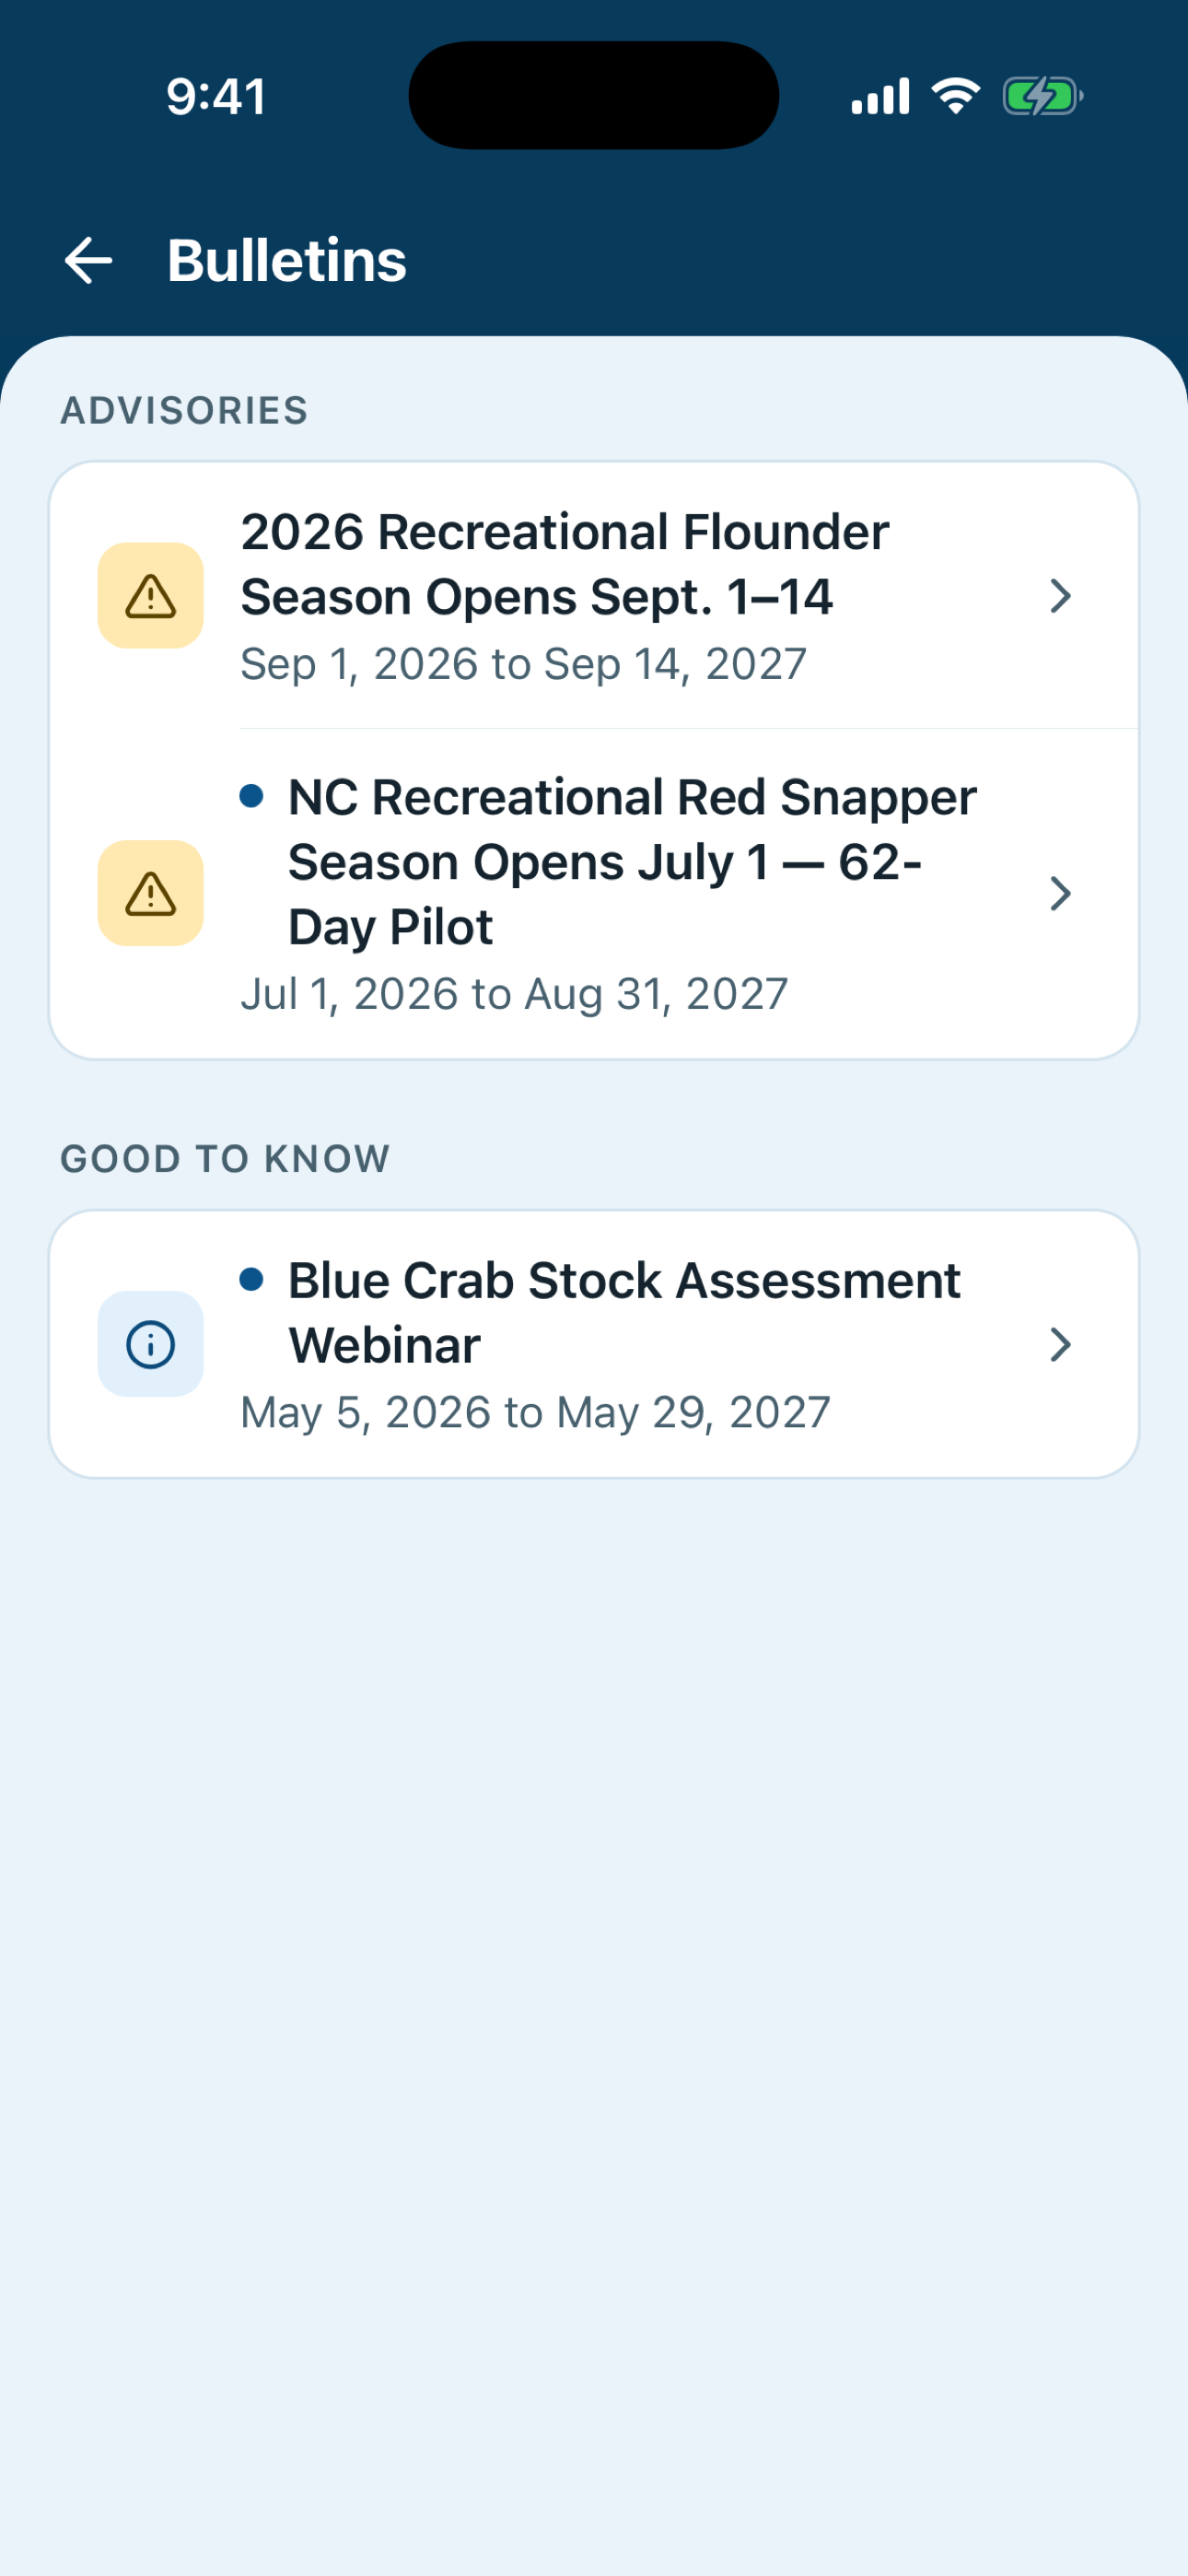 9:41
Bulletins
ADVISORIES
2026 Recreational Flounder
Season Opens Sept. 1–14
Sep 1, 2026 to Sep 14, 2027
NC Recreational Red Snapper
Season Opens July 1 — 62-
Day Pilot
Jul 1, 2026 to Aug 31, 2027
GOOD TO KNOW
Blue Crab Stock Assessment
Webinar
May 5, 2026 to May 29, 2027